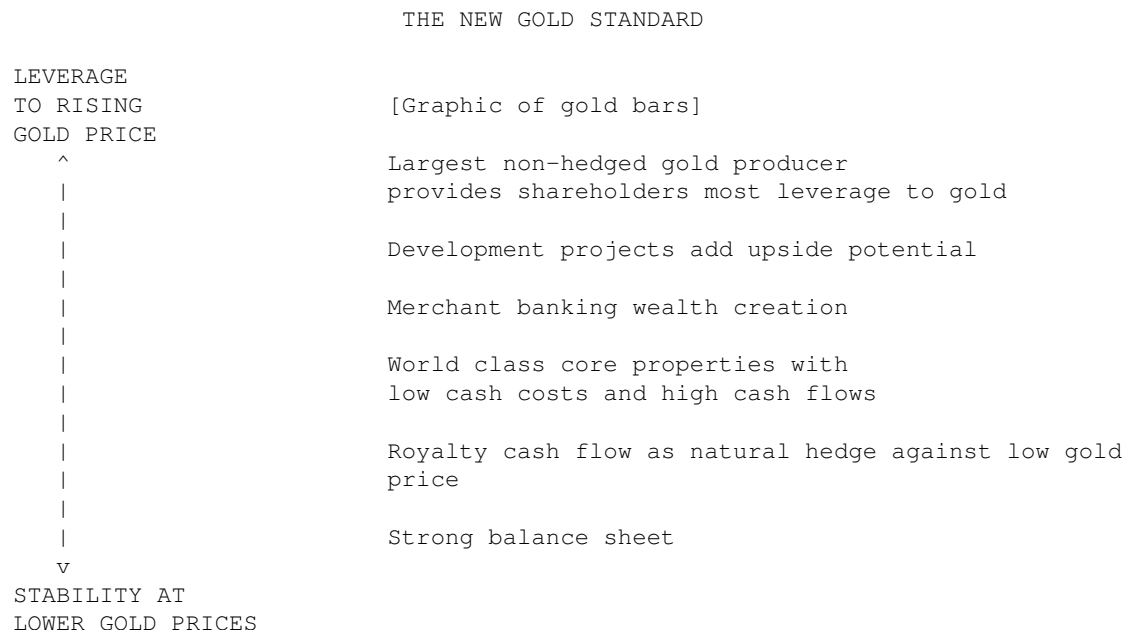 THE NEW GOLD STANDARD
LEVERAGE
TO RISING [Graphic of gold bars]
GOLD PRICE
^ Largest non-hedged gold producer
| provides shareholders most leverage to gold
|
| Development projects add upside potential
|
| Merchant banking wealth creation
|
| World class core properties with
| low cash costs and high cash flows
|
| Royalty cash flow as natural hedge against low gold
| price
|
| Strong balance sheet
v
STABILITY AT
LOWER GOLD PRICES